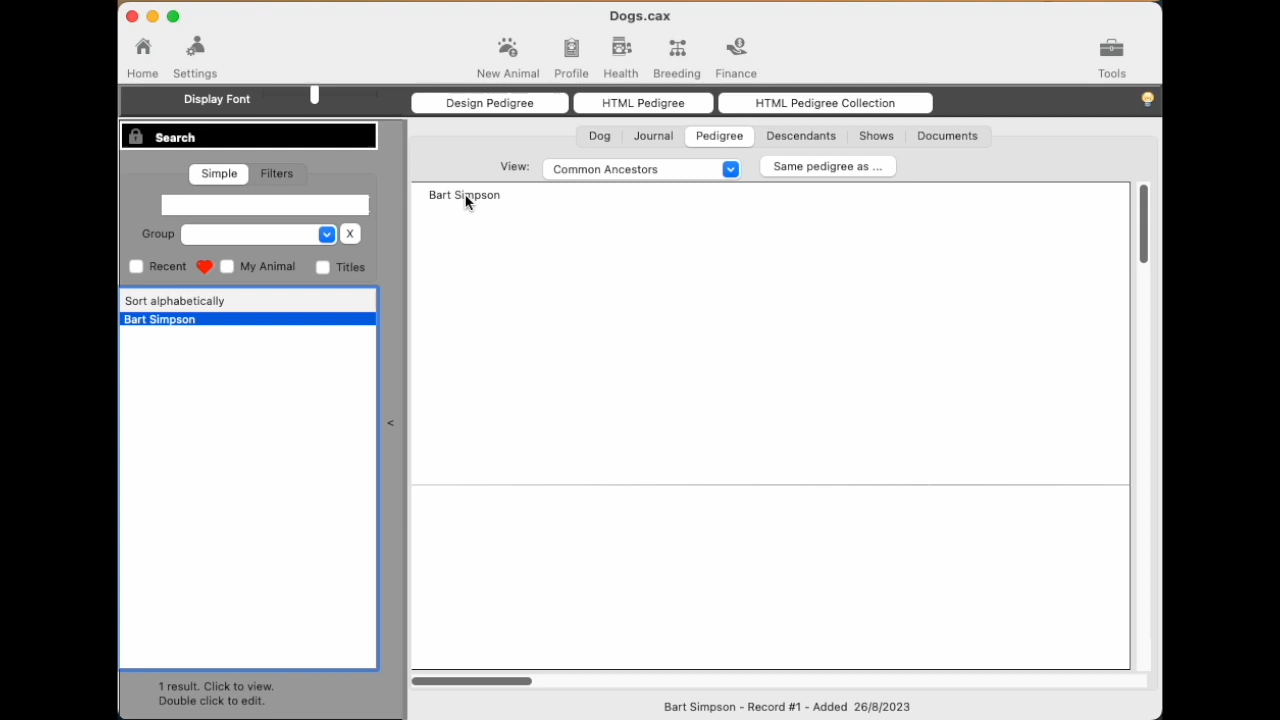 Dogs.cax
Home Settings New Animal Profile Health Breeding Finance Tools
Display Font Design Pedigree HTML Pedigree HTML Pedigree Collection
Search
Dog Journal Pedigree Descendants Shows Documents
View: Common Ancestors Same pedigree as ...
Simple Filters
Bart Simpson
Group X
Recent My Animal Titles
Sort alphabetically
Bart Simpson
<
1 result. Click to view.
Double click to edit.
Bart Simpson - Record #1 - Added 26/8/2023